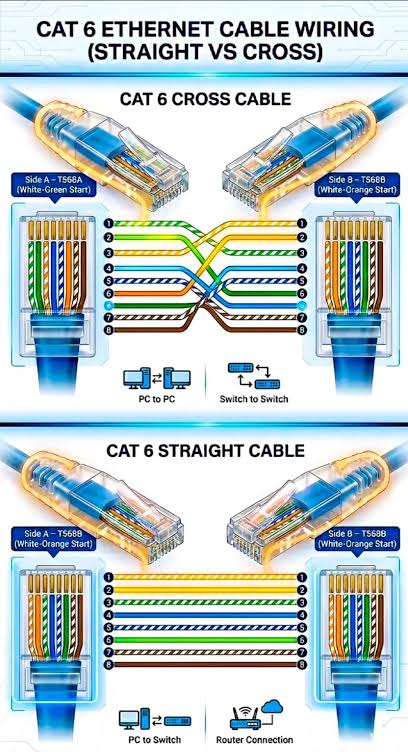 CAT 6 ETHERNET CABLE WIRING
(STRAIGHT VS CROSS)
CAT 6 CROSS CABLE
Side A – T568A
(White-Green Start)
Side B – T568B
(White-Orange Start)
1 1
2 2
3 3
4 4
5 5
6 6
7 7
8 8
PC to PC
Switch to Switch
CAT 6 STRAIGHT CABLE
Side A – T568B
(White-Orange Start)
Side B – T568B
(White-Orange Start)
1 1
2 2
3 3
4 4
5 5
6 6
7 7
8 8
PC to Switch
Router Connection